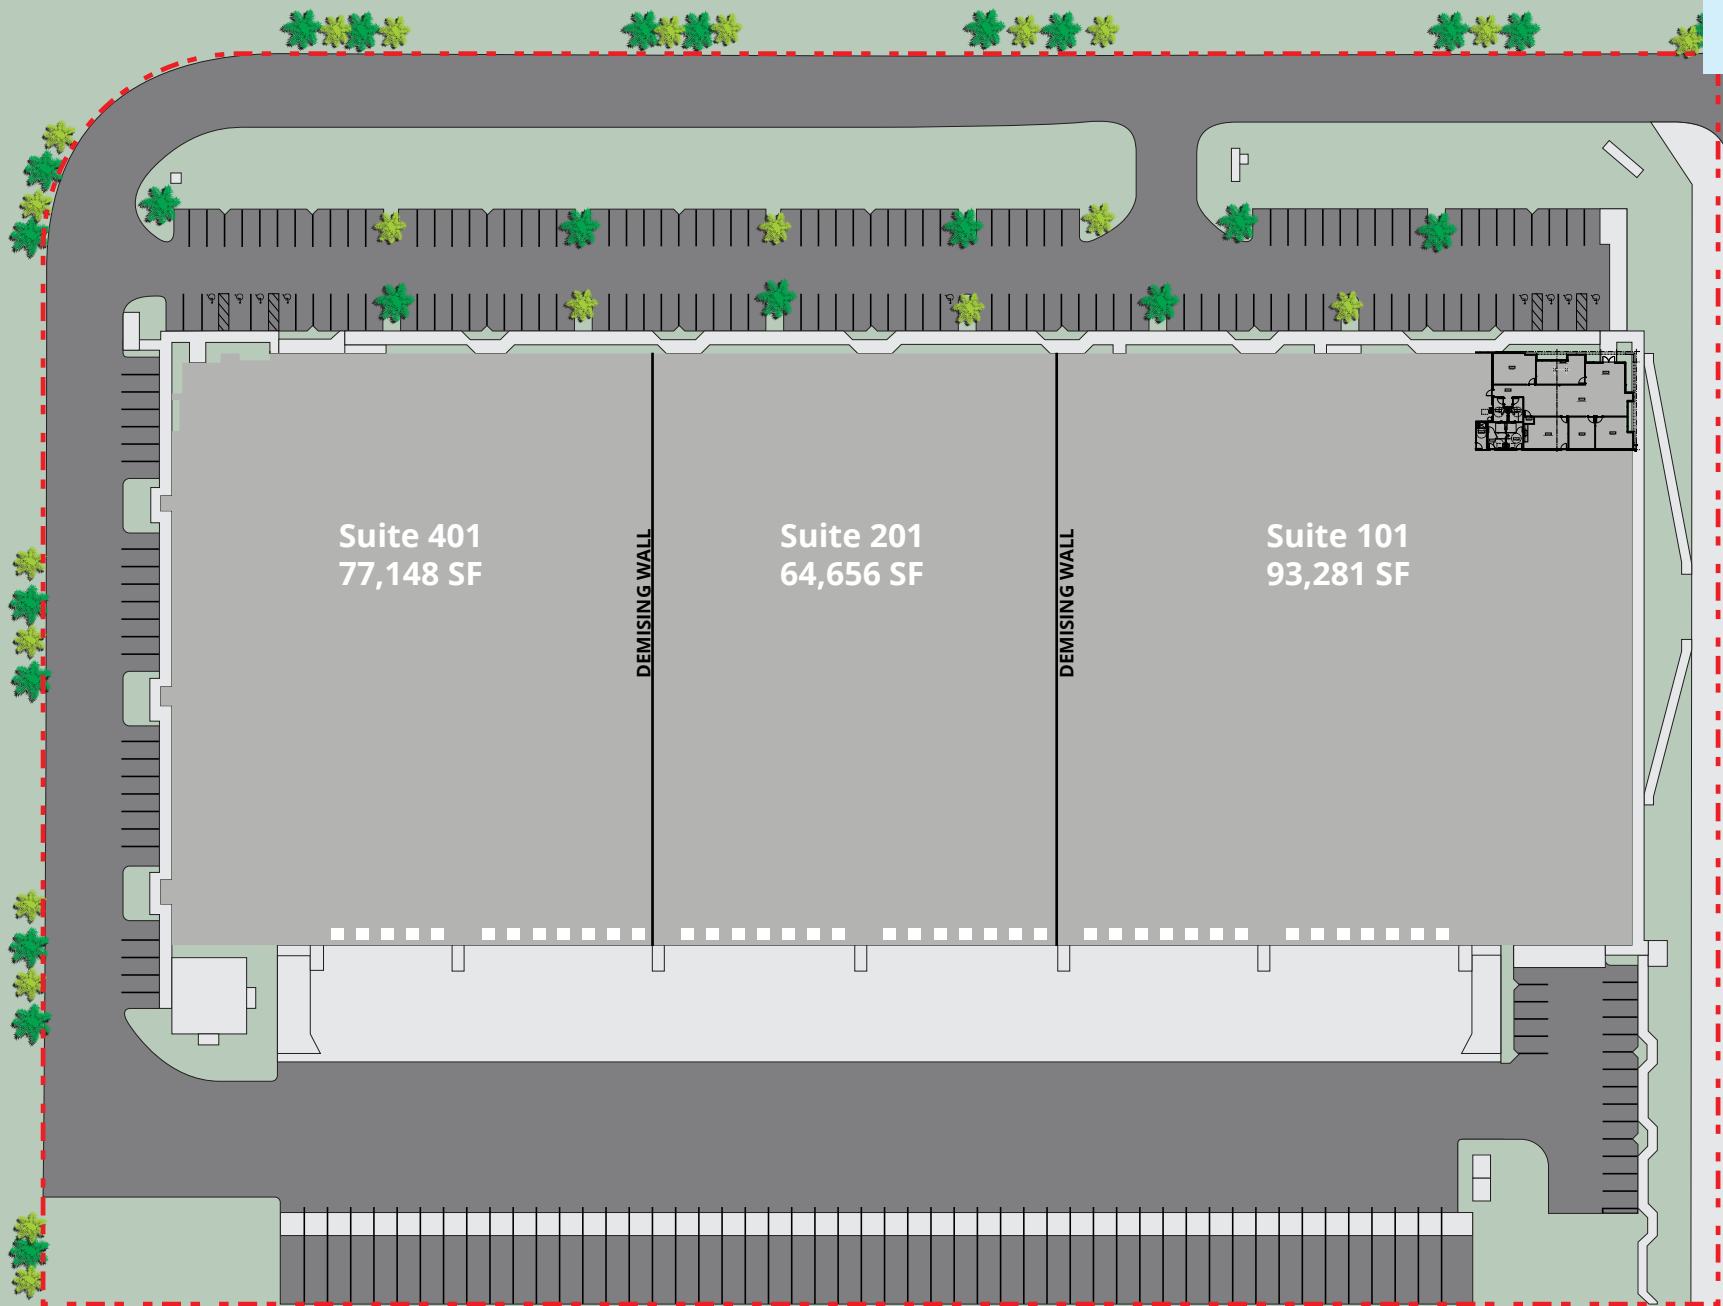 Suite 401
77,148 SF
DEMISING WALL
Suite 201
64,656 SF
DEMISING WALL
Suite 101
93,281 SF